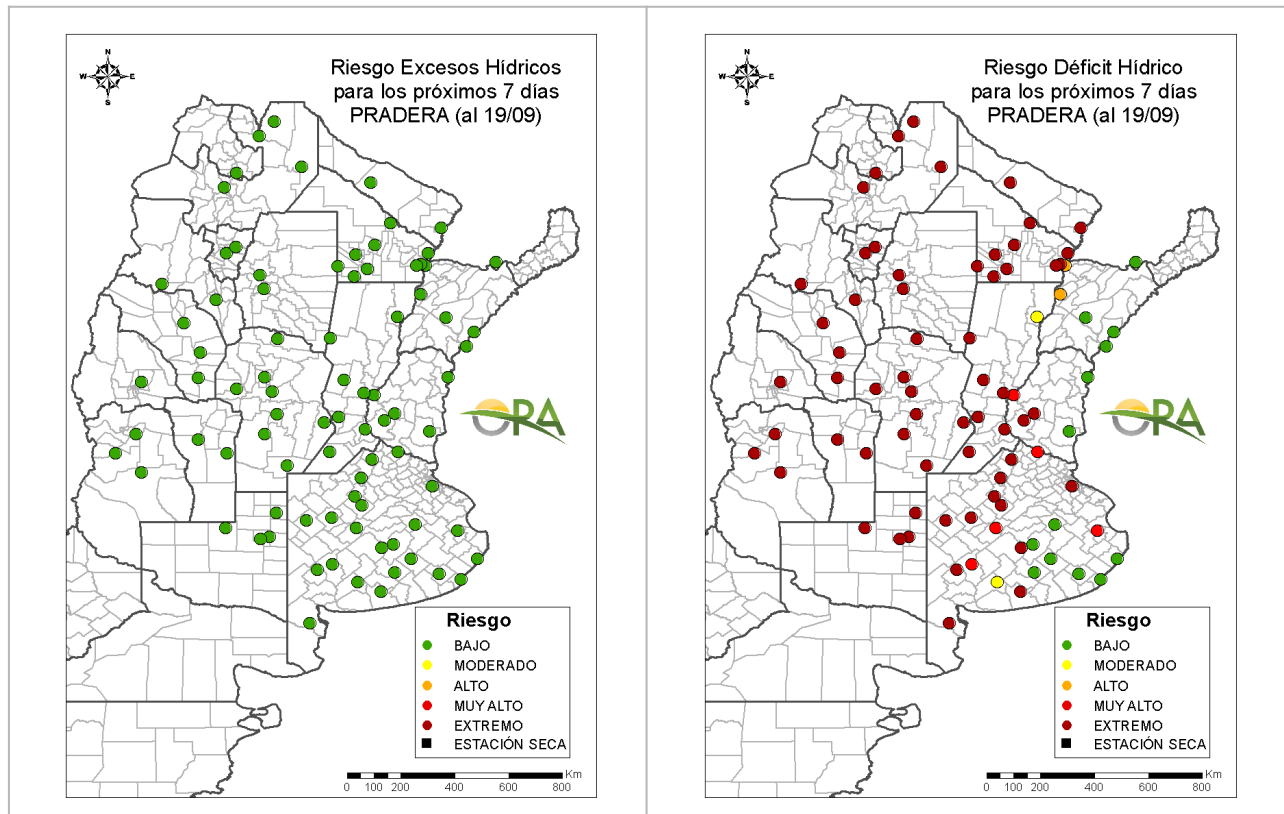 N
W E
S
Riesgo Excesos Hídricos
para los próximos 7 días
PRADERA (al 19/09)
ORA
Riesgo
BAJO
MODERADO
ALTO
MUY ALTO
EXTREMO
ESTACIÓN SECA
Km
0 100 200 400 600 800
N
W E
S
Riesgo Déficit Hídrico
para los próximos 7 días
PRADERA (al 19/09)
ORA
Riesgo
BAJO
MODERADO
ALTO
MUY ALTO
EXTREMO
ESTACIÓN SECA
Km
0 100 200 400 600 800